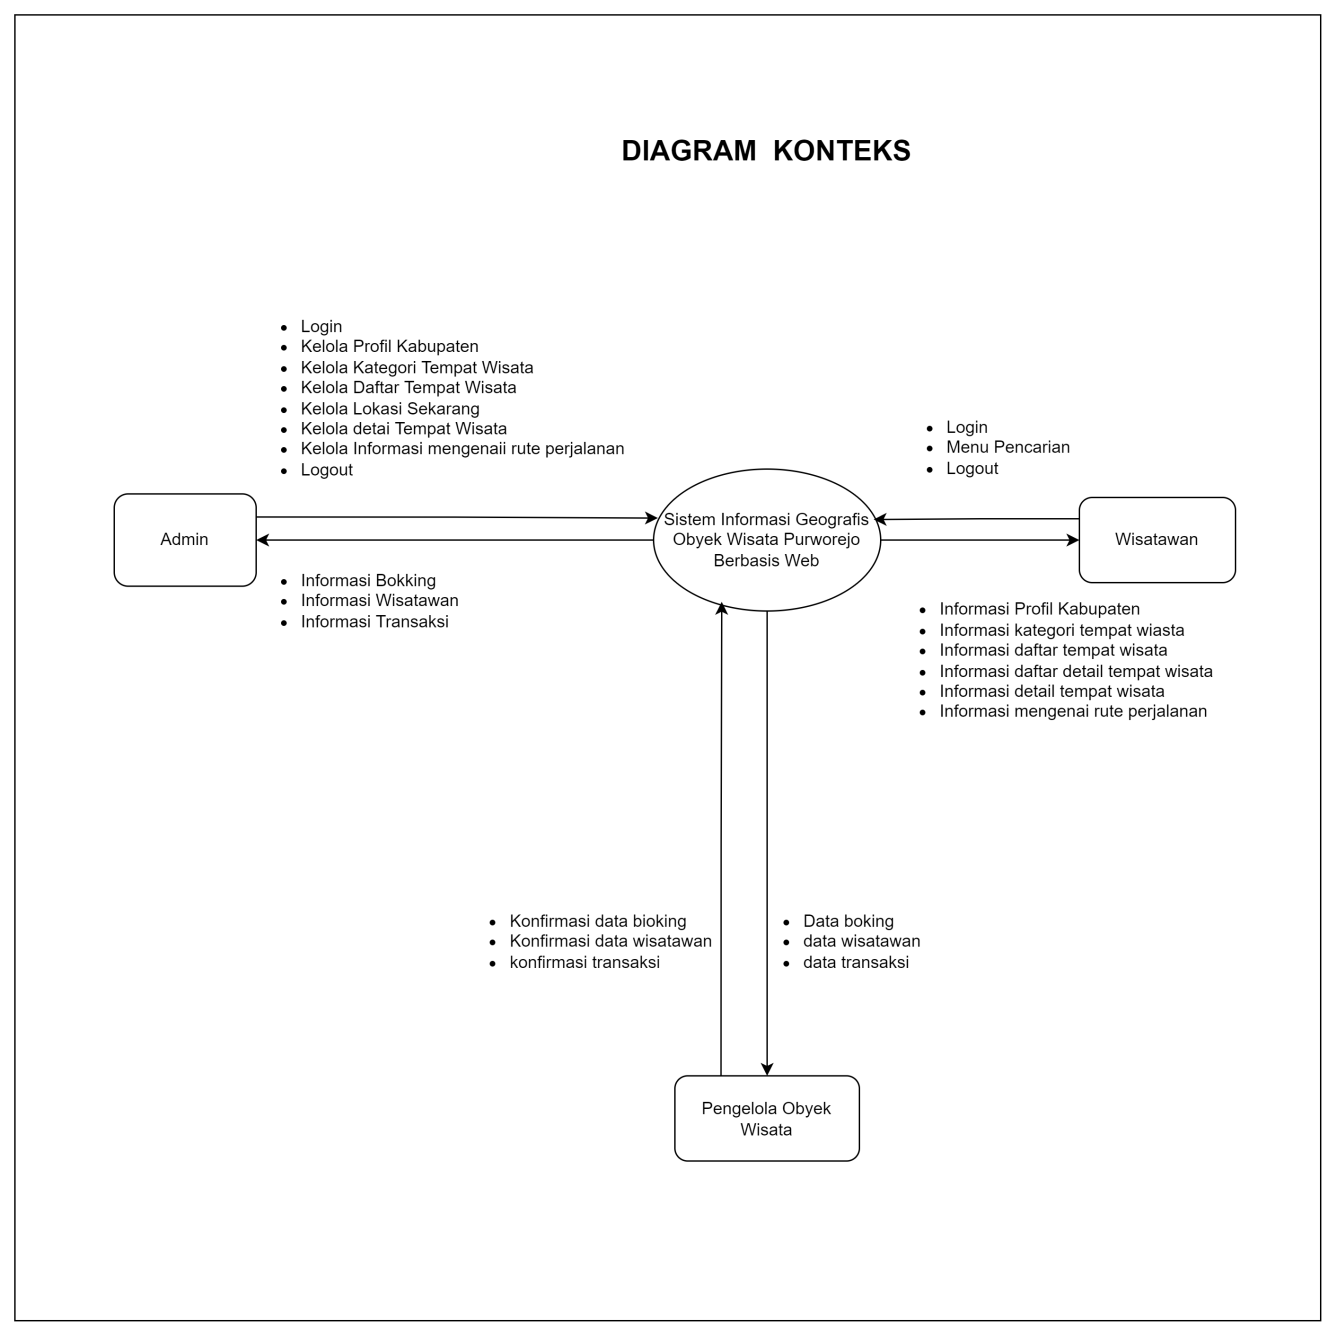 DIAGRAM KONTEKS
Login
Kelola Profil Kabupaten
Kelola Kategori Tempat Wisata
Kelola Daftar Tempat Wisata
Kelola Lokasi Sekarang
Kelola detai Tempat Wisata
Kelola Informasi mengenaii rute perjalanan
Logout
Login
Menu Pencarian
Logout
Admin
Sistem Informasi Geografis
Obyek Wisata Purworejo
Berbasis Web
Wisatawan
Informasi Bokking
Informasi Wisatawan
Informasi Transaksi
Informasi Profil Kabupaten
Informasi kategori tempat wiasta
Informasi daftar tempat wisata
Informasi daftar detail tempat wisata
Informasi detail tempat wisata
Informasi mengenai rute perjalanan
Konfirmasi data bioking
Konfirmasi data wisatawan
konfirmasi transaksi
Data boking
data wisatawan
data transaksi
Pengelola Obyek
Wisata